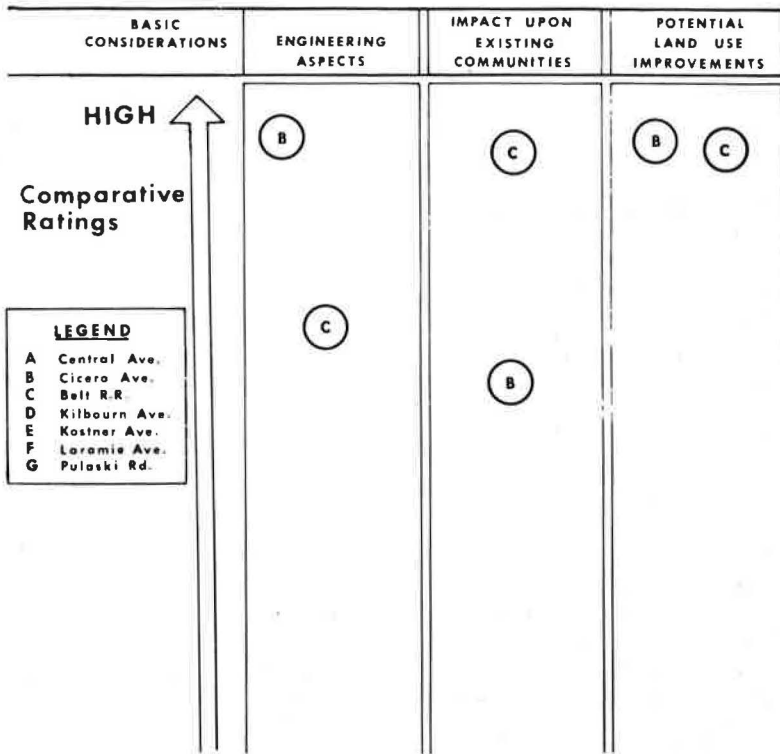 BASIC
CONSIDERATIONS
ENGINEERING
ASPECTS
IMPACT UPON
EXISTING
COMMUNITIES
POTENTIAL
LAND USE
IMPROVEMENTS
HIGH
Comparative
Ratings
B
C
C
B
B
C
LEGEND
A Central Ave.
B Cicero Ave.
C Belt R.R.
D Kilbourn Ave.
E Kostner Ave.
F Laramie Ave.
G Pulaski Rd.